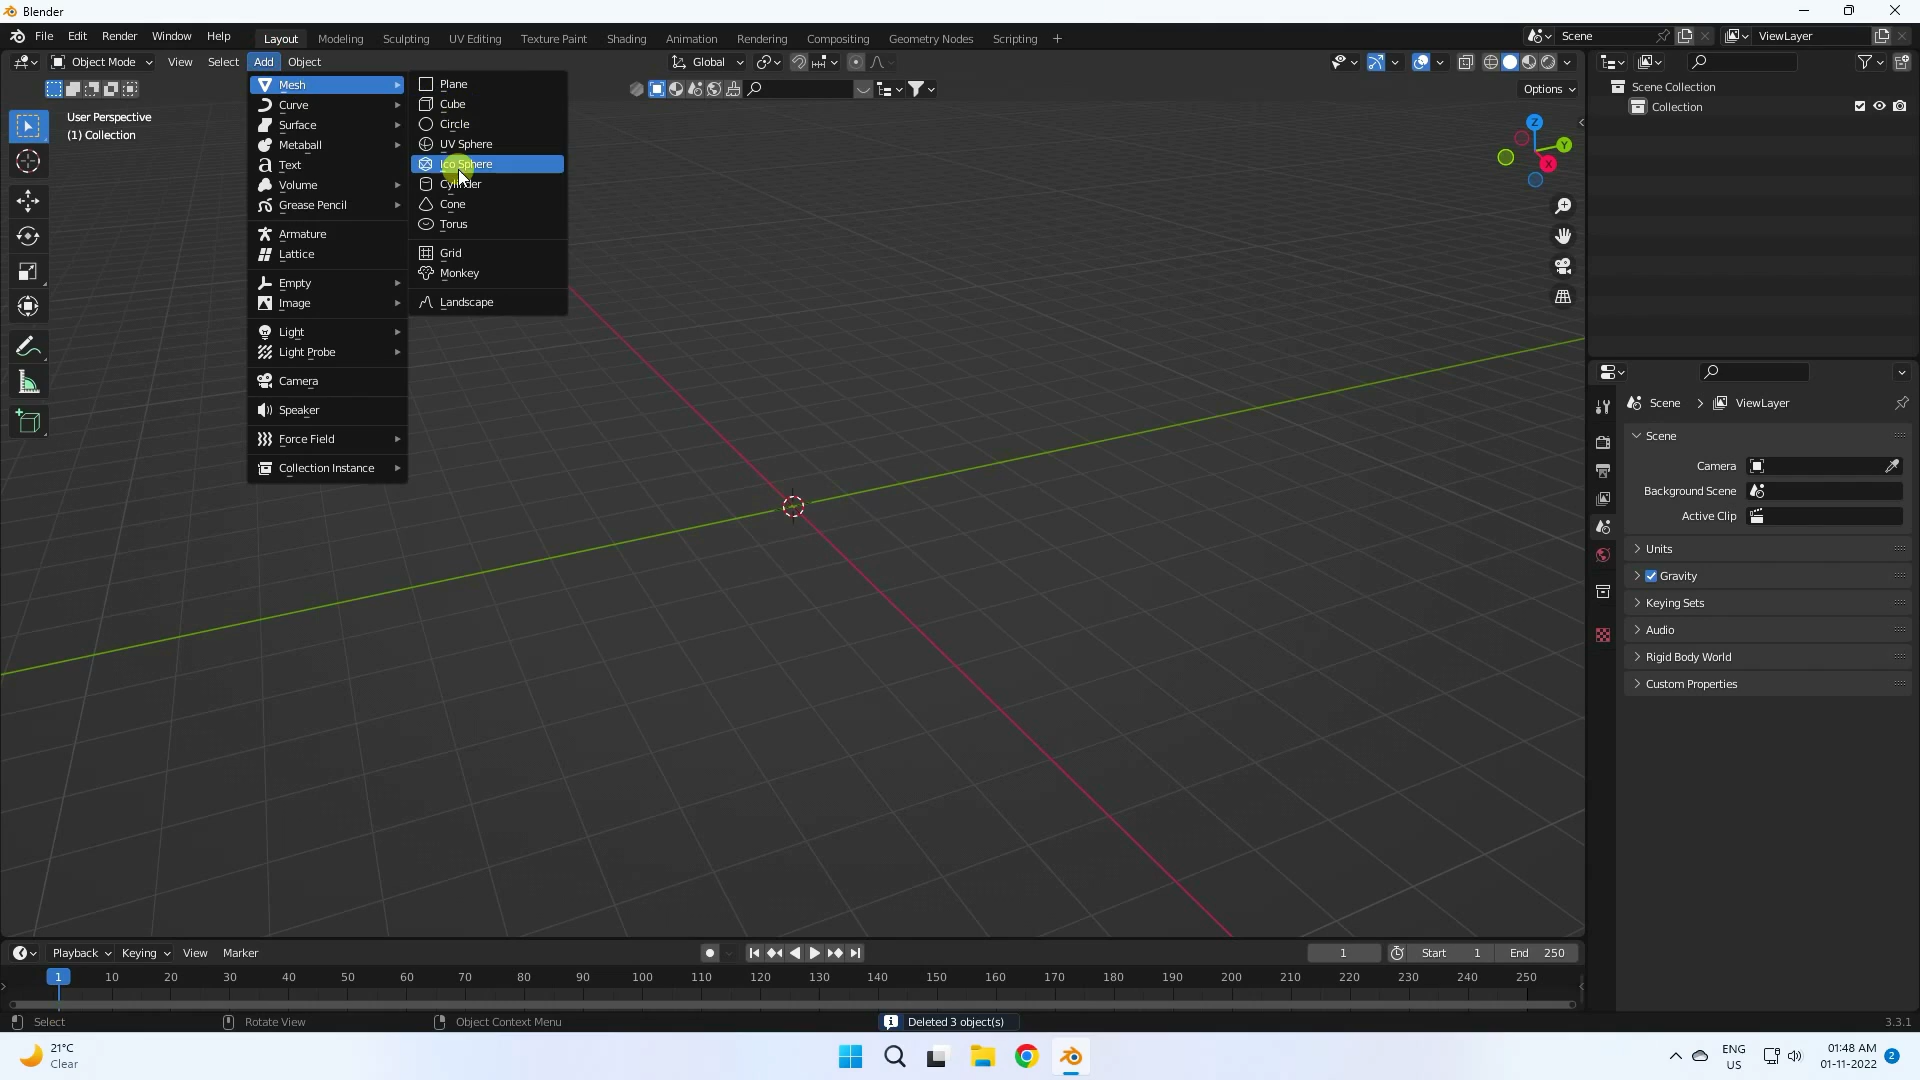 Blender
File Edit Render Window Help Layout Modeling Sculpting UV Editing Texture Paint Shading Animation Rendering Compositing Geometry Nodes Scripting + Scene ViewLayer
Object Mode View Select Add Object Global
Options
User Perspective
(1) Collection
Mesh
Curve
Surface
Metaball
Text
Volume
Grease Pencil
Armature
Lattice
Empty
Image
Light
Light Probe
Camera
Speaker
Force Field
Collection Instance
Plane
Cube
Circle
UV Sphere
Ico Sphere
Cylinder
Cone
Torus
Grid
Monkey
Landscape
Z
Y
X
Scene Collection
Collection
Scene > ViewLayer
Scene
Camera
Background Scene
Active Clip
Units
Gravity
Keying Sets
Audio
Rigid Body World
Custom Properties
Playback Keying View Marker 1 Start 1 End 250
1 10 20 30 40 50 60 70 80 90 100 110 120 130 140 150 160 170 180 190 200 210 220 230 240 250
Select Rotate View Object Context Menu Deleted 3 object(s) 3.3.1
21°C
Clear
ENG
US
01:48 AM
01-11-2022
2